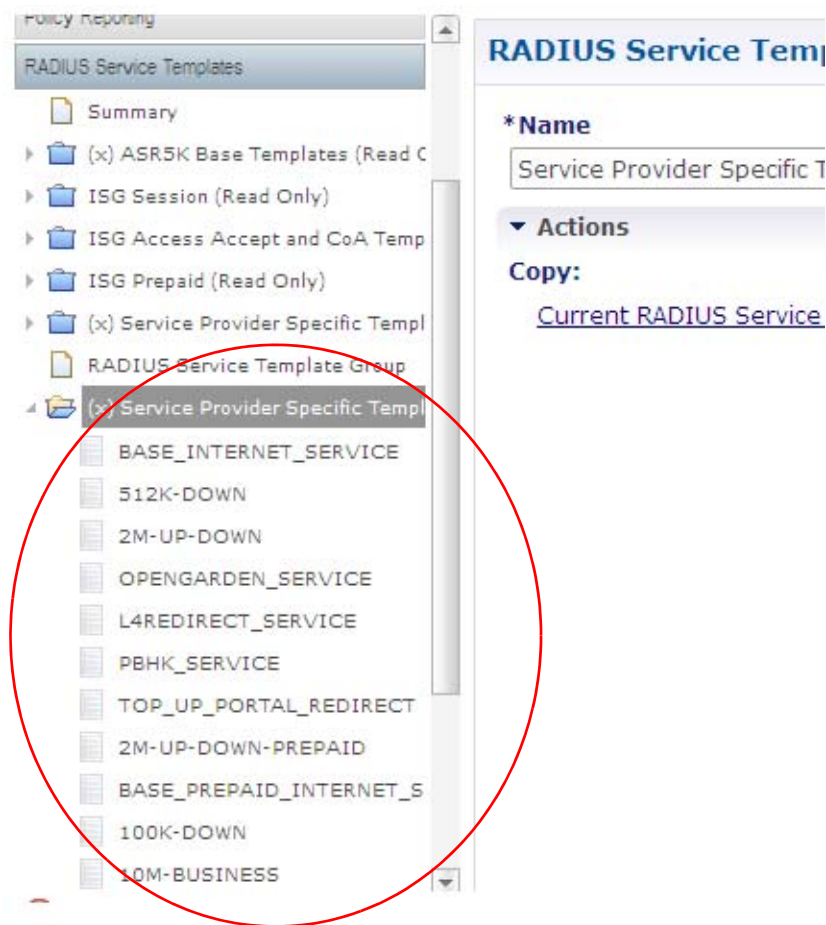 Policy Reporting
RADIUS Service Templates
Summary
(x) ASR5K Base Templates (Read C
ISG Session (Read Only)
ISG Access Accept and CoA Temp
ISG Prepaid (Read Only)
(x) Service Provider Specific Templ
RADIUS Service Template Group
(x) Service Provider Specific Templ
BASE_INTERNET_SERVICE
512K-DOWN
2M-UP-DOWN
OPENGARDEN_SERVICE
L4REDIRECT_SERVICE
PBHK_SERVICE
TOP_UP_PORTAL_REDIRECT
2M-UP-DOWN-PREPAID
BASE_PREPAID_INTERNET_S
100K-DOWN
10M-BUSINESS
RADIUS Service Temp
*Name
Service Provider Specific T
Actions
Copy:
Current RADIUS Service